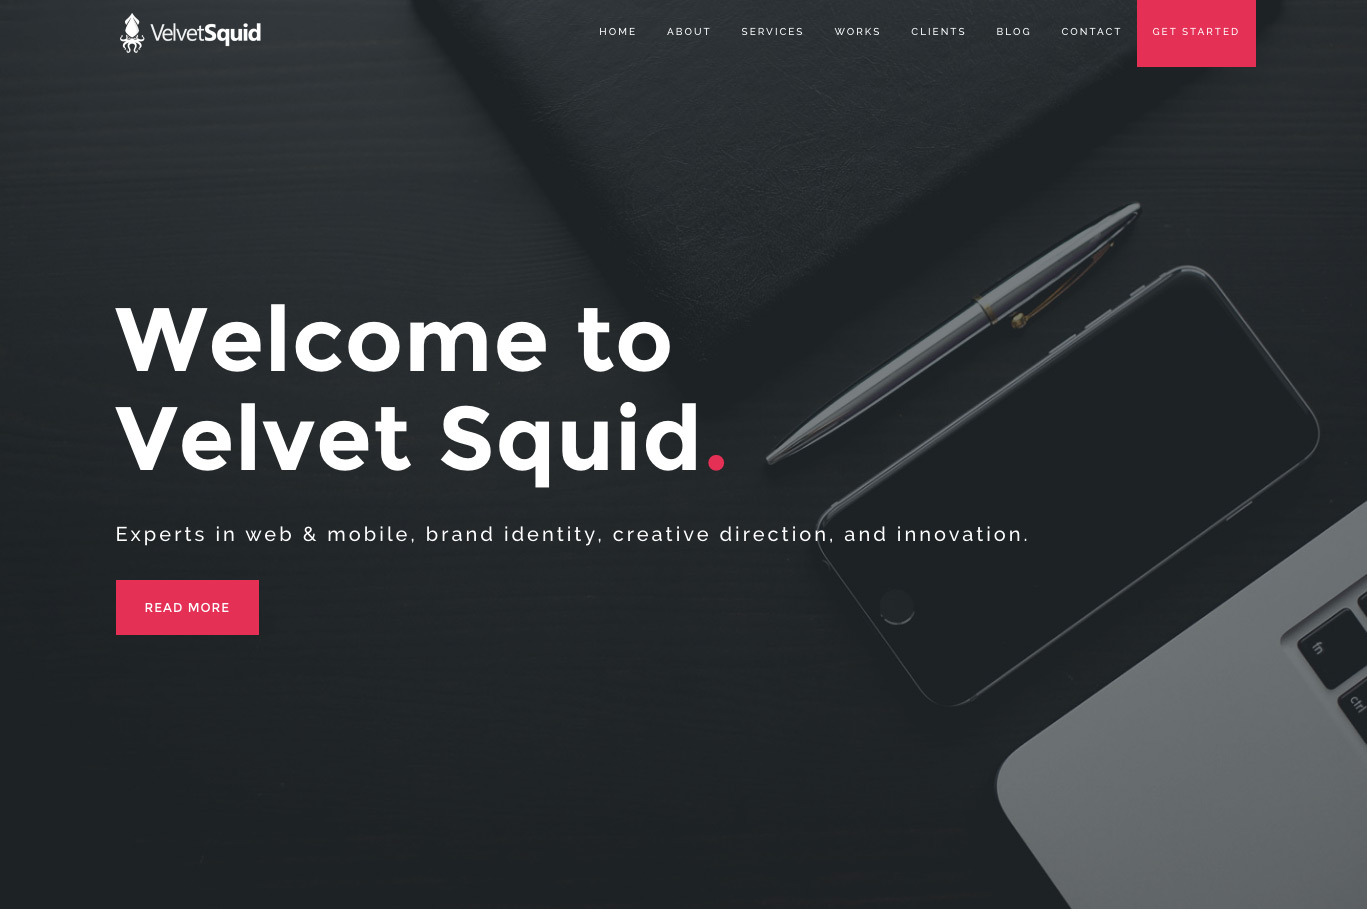 VelvetSquid
HOME ABOUT SERVICES WORKS CLIENTS BLOG CONTACT GET STARTED
Welcome to
Velvet Squid.
Experts in web & mobile, brand identity, creative direction, and innovation.
READ MORE
fn
ctrl